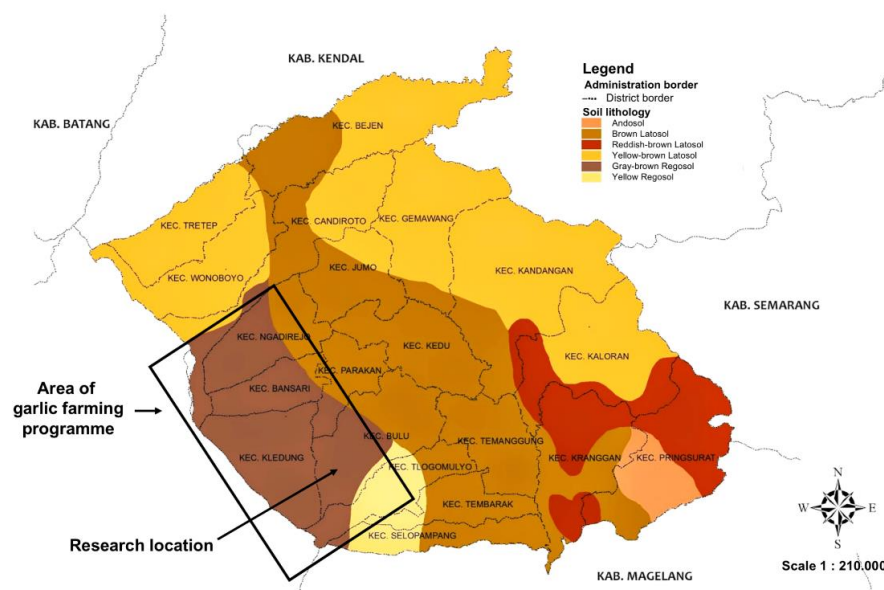 KAB. KENDAL
KAB. BATANG
Legend
Administration border
District border
Soil lithology
Andosol
Brown Latosol
Reddish-brown Latosol
Yellow-brown Latosol
Gray-brown Regosol
Yellow Regosol
KEC. BEJEN
KEC. TRETEP
KEC. CANDIROTO
KEC. GEMAWANG
KEC. WONOBOYO
KEC. JUMO
KEC. KANDANGAN
KAB. SEMARANG
KEC. NGADIREJO
KEC. KEDU
KEC. KALORAN
KEC. PARAKAN
Area of
garlic farming
programme
KEC. BANSARI
KEC. BULU
KEC. TEMANGGUNG
KEC. KRANGGAN
KEC. KLEDUNG
KEC. PRINGSURAT
KEC. TLOGOMULYO
N
W
E
S
KEC. TEMBARAK
Research location
KEC. SELOPAMPANG
Scale 1 : 210.000
KAB. MAGELANG